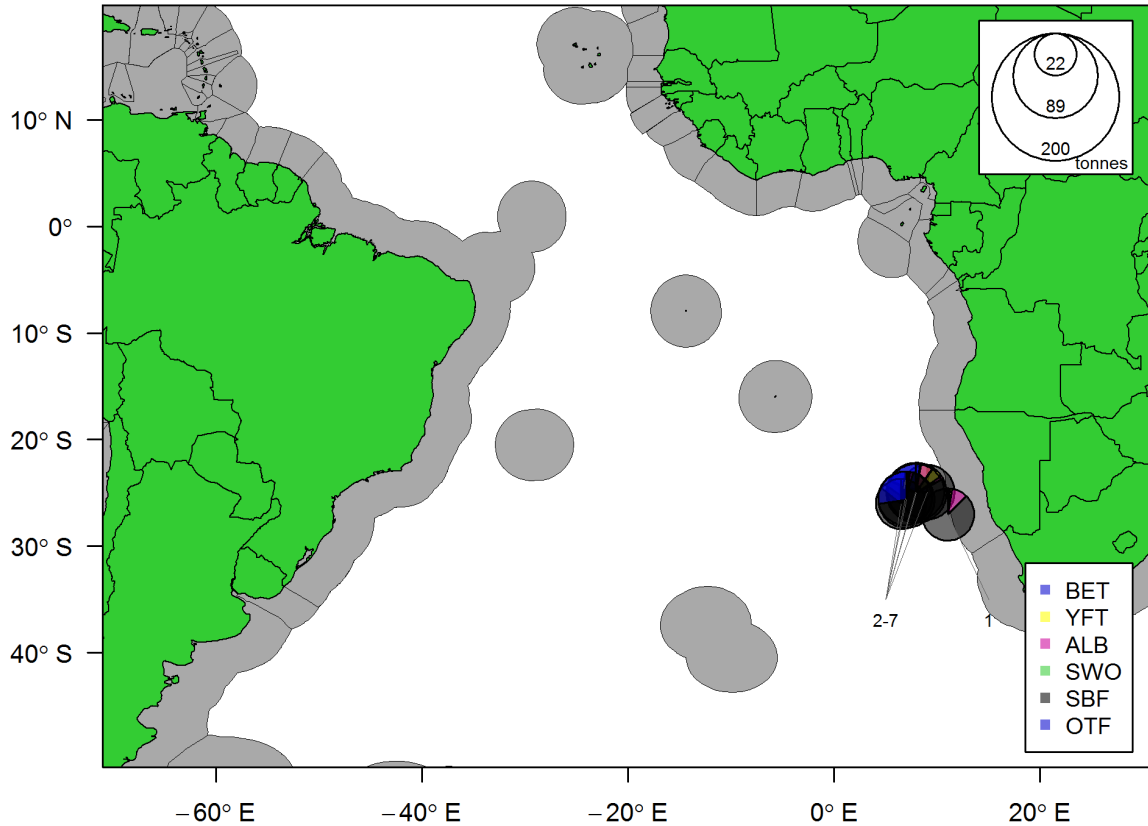 22
89
200
tonnes
10° N
0°
10° S
20° S
30° S
40° S
2-7
1
BET
YFT
ALB
SWO
SBF
OTF
−60° E
−40° E
−20° E
0° E
20° E